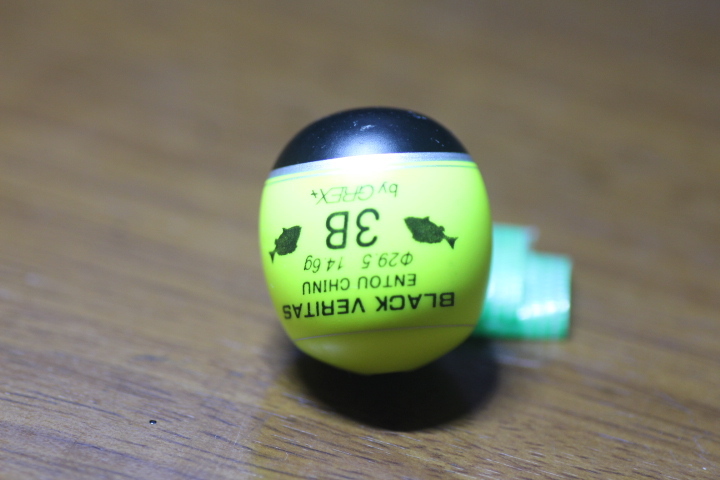 BLACK VERITAS
ENTOU CHINU
Φ29.5 14.6g
3B
by GREX+